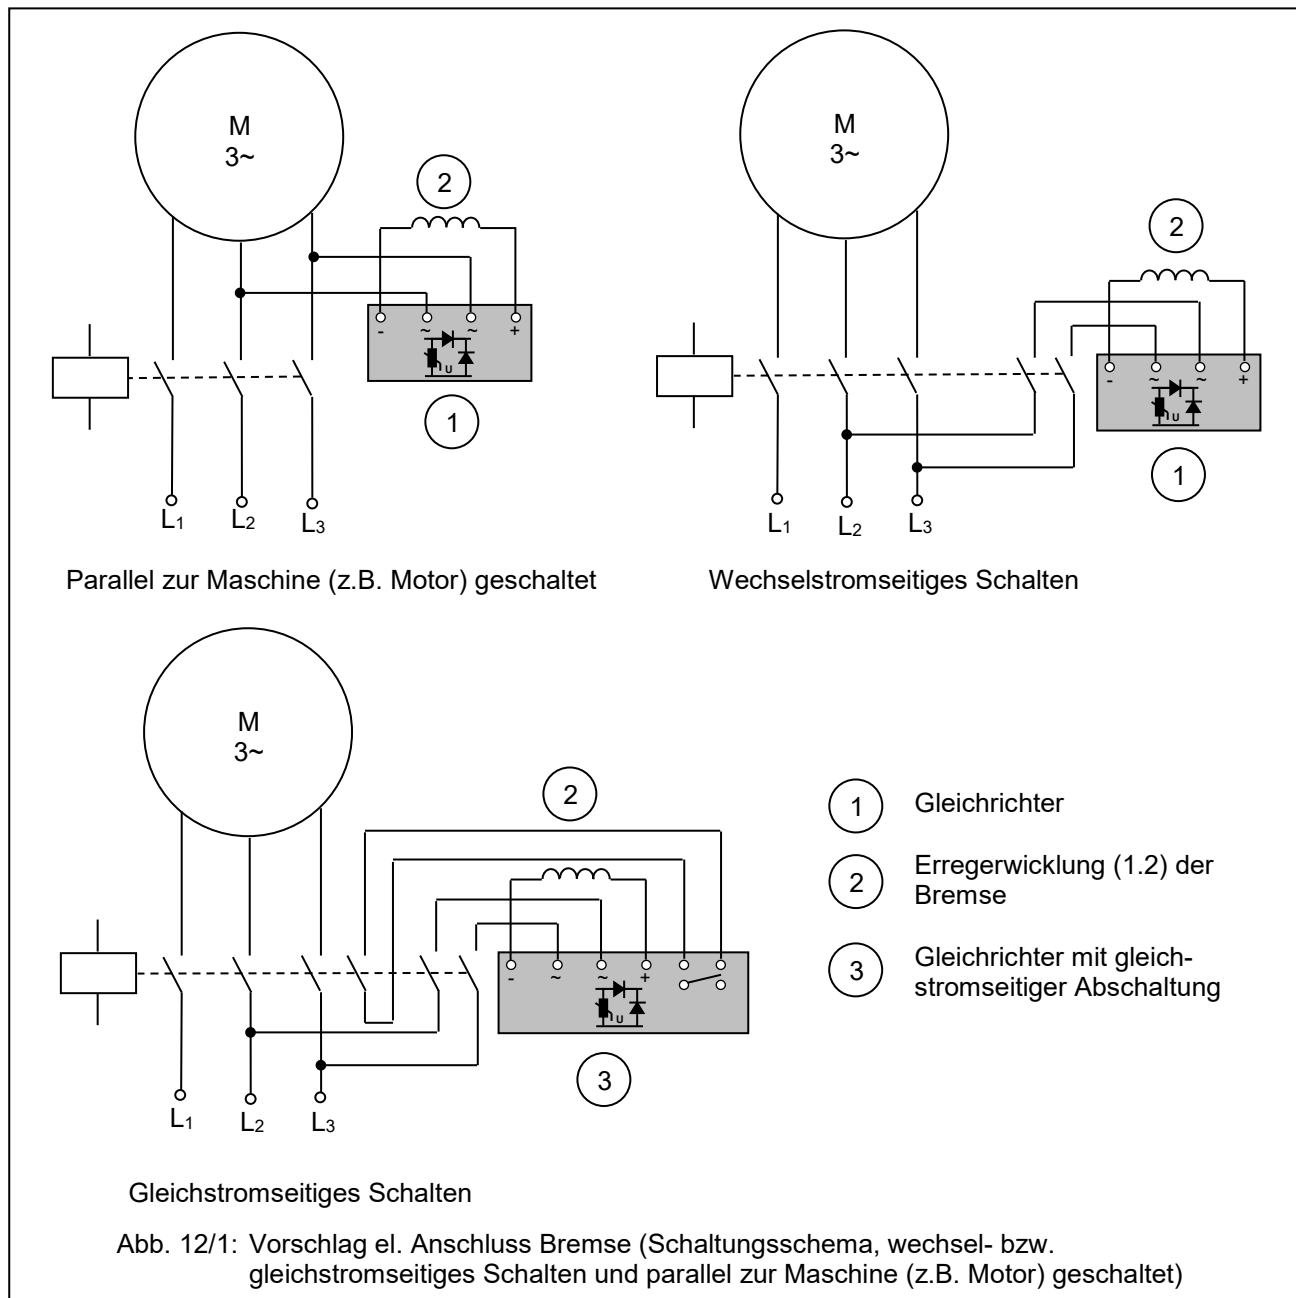 M
3~
2
- ~ ~ +
U
1
L1 L2 L3
Parallel zur Maschine (z.B. Motor) geschaltet
M
3~
2
- ~ ~ +
U
1
L1 L2 L3
Wechselstromseitiges Schalten
M
3~
2
- ~ ~ +
U
3
L1 L2 L3
Gleichstromseitiges Schalten
1 Gleichrichter
2 Erregerwicklung (1.2) der
Bremse
3 Gleichrichter mit gleich-
stromseitiger Abschaltung
Abb. 12/1: Vorschlag el. Anschluss Bremse (Schaltungsschema, wechsel- bzw.
gleichstromseitiges Schalten und parallel zur Maschine (z.B. Motor) geschaltet)